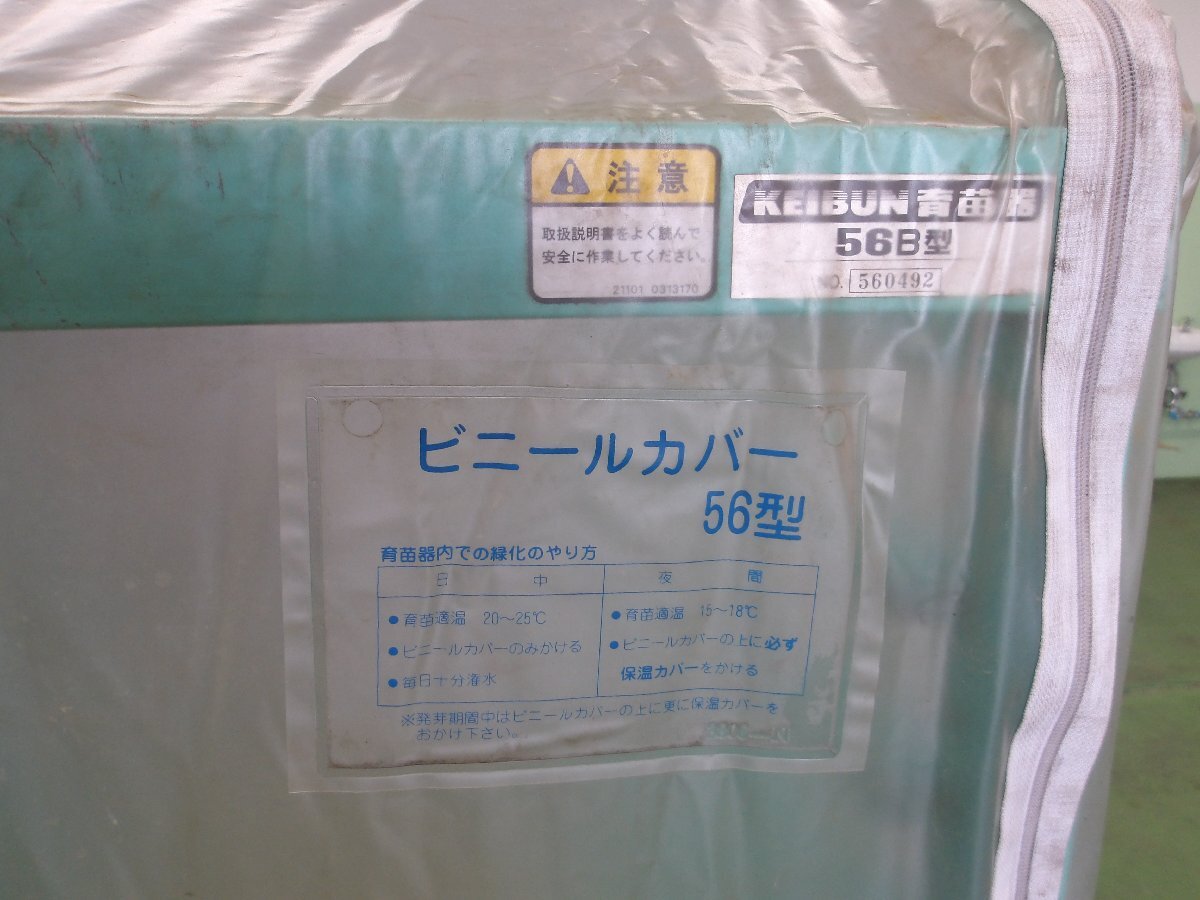 注意
取扱説明書をよく読んで
安全に作業してください。
21101 0313170
KEIBUN 育苗器
56B型
NO. 560492
ビニールカバー
56型
育苗器内での緑化のやり方
日中 夜間
●育苗適温 20～25℃
●ビニールカバーのみかける
●毎日十分潅水
●育苗適温 15～18℃
●ビニールカバーの上に必ず
保温カバーをかける
※発芽期間中はビニールカバーの上に更に保温カバーを
おかけ下さい。